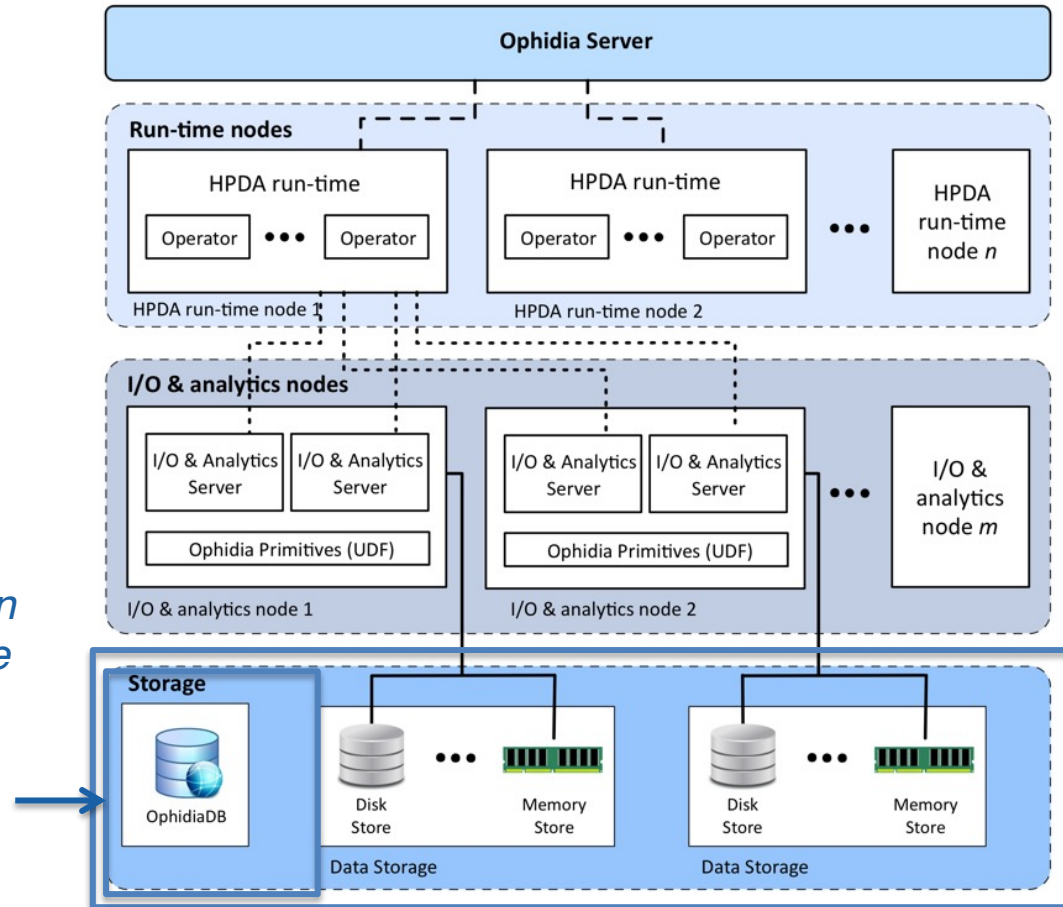 Ophidia Server
Run-time nodes
HPDA run-time
Operator ••• Operator
HPDA run-time node 1
HPDA run-time
Operator ••• Operator
HPDA run-time node 2
•••
HPDA
run-time
node n
I/O & analytics nodes
I/O & Analytics
Server
I/O & Analytics
Server
Ophidia Primitives (UDF)
I/O & analytics node 1
I/O & Analytics
Server
I/O & Analytics
Server
Ophidia Primitives (UDF)
I/O & analytics node 2
•••
I/O &
analytics
node m
n
e
Storage
OphidiaDB
Disk
Store
•••
Memory
Store
Data Storage
Disk
Store
•••
Memory
Store
Data Storage